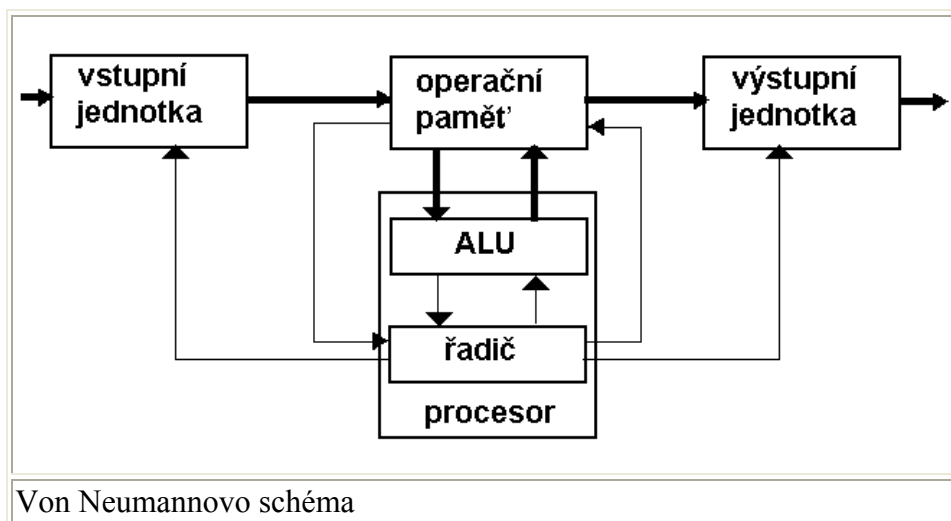 vstupní
jednotka
operační
paměť
výstupní
jednotka
ALU
řadič
procesor
Von Neumannovo schéma